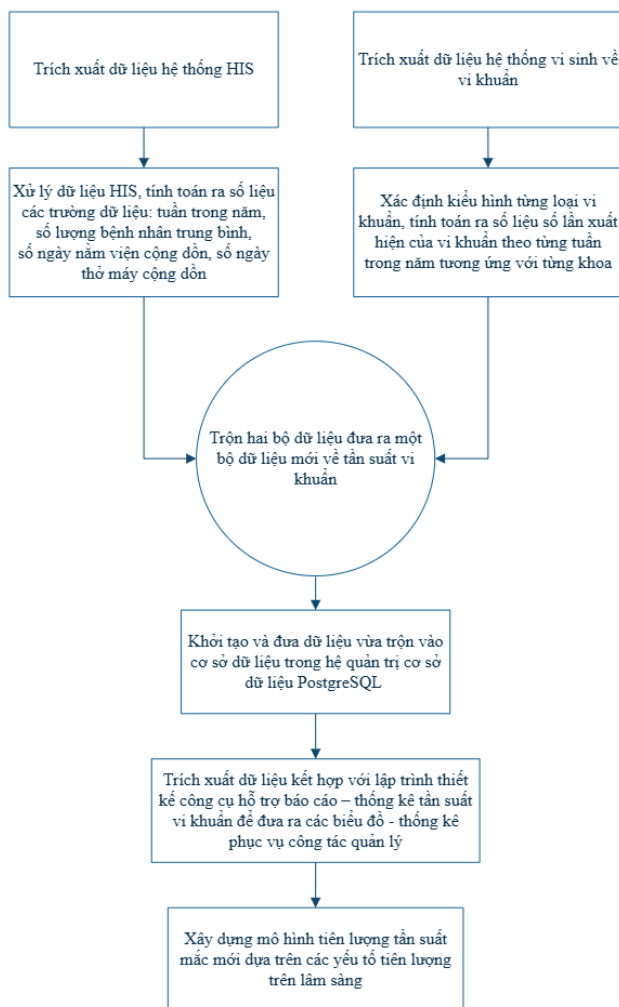 Trích xuất dữ liệu hệ thống HIS
Trích xuất dữ liệu hệ thống vi sinh về
vi khuẩn
Xử lý dữ liệu HIS, tính toán ra số liệu
các trường dữ liệu: tuần trong năm,
số lượng bệnh nhân trung bình,
số ngày nằm viện cộng dồn, số ngày
thở máy cộng dồn
Xác định kiểu hình từng loại vi
khuẩn, tính toán ra số liệu số lần xuất
hiện của vi khuẩn theo từng tuần
trong năm tương ứng với từng khoa
Trộn hai bộ dữ liệu đưa ra một
bộ dữ liệu mới về tần suất vi
khuẩn
Khởi tạo và đưa dữ liệu vừa trộn vào
cơ sở dữ liệu trong hệ quản trị cơ sở
dữ liệu PostgreSQL
Trích xuất dữ liệu kết hợp với lập trình thiết
kế công cụ hỗ trợ báo cáo – thống kê tần suất
vi khuẩn để đưa ra các biểu đồ - thống kê
phục vụ công tác quản lý
Xây dựng mô hình tiên lượng tần suất
mắc mới dựa trên các yếu tố tiên lượng
trên lâm sàng